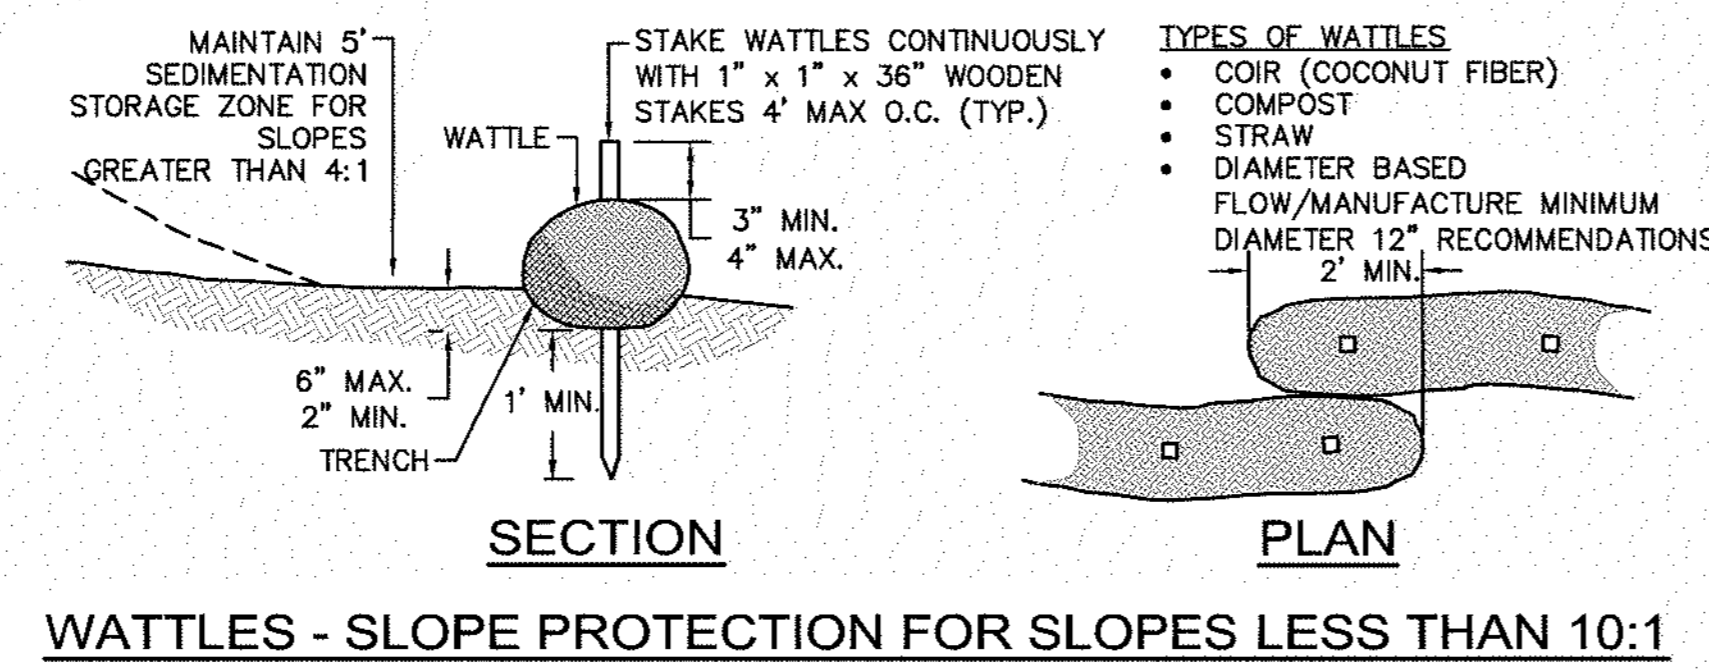 MAINTAIN 5'
SEDIMENTATION
STORAGE ZONE FOR
SLOPES
GREATER THAN 4:1
WATTLE
STAKE WATTLES CONTINUOUSLY
WITH 1" x 1" x 36" WOODEN
STAKES 4' MAX O.C. (TYP.)
3" MIN.
4" MAX.
6" MAX.
2" MIN.
1' MIN.
TRENCH
SECTION
TYPES OF WATTLES
• COIR (COCONUT FIBER)
• COMPOST
• STRAW
• DIAMETER BASED
FLOW/MANUFACTURE MINIMUM
DIAMETER 12" RECOMMENDATIONS
2' MIN.
PLAN
WATTLES - SLOPE PROTECTION FOR SLOPES LESS THAN 10:1